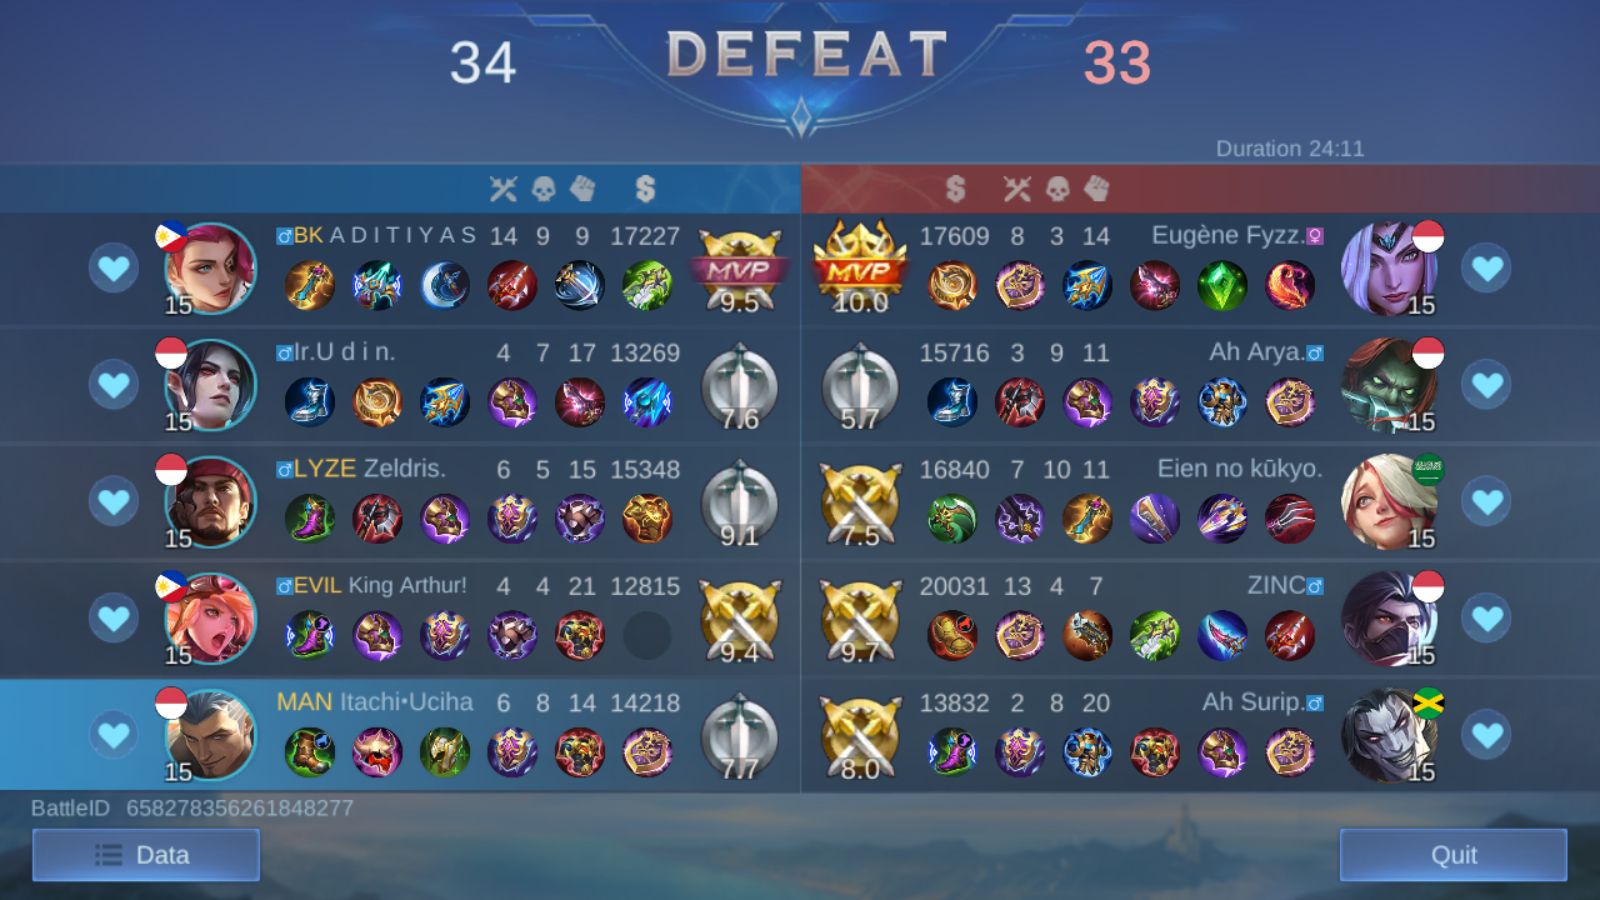 34 DEFEAT 33
Duration 24:11
BK A D I T I Y A S 14 9 9 17227 MVP 9.5 15
MVP 10.0 17609 8 3 14 Eugène Fyzz. 15
Ir.U d i n. 4 7 17 13269 7.6 15
5.7 15716 3 9 11 Ah Arya. 15
LYZE Zeldris. 6 5 15 15348 9.1 15
7.5 16840 7 10 11 Eien no kūkyo. 15
EVIL King Arthur! 4 4 21 12815 9.4 15
9.7 20031 13 4 7 ZINC 15
MAN Itachi•Uciha 6 8 14 14218 7.7 15
8.0 13832 2 8 20 Ah Surip. 15
BattleID 658278356261848277
Data
Quit